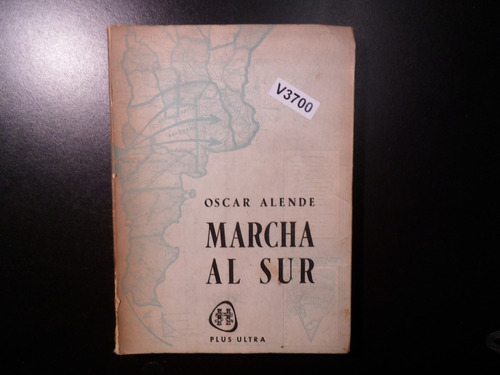 V3700
OSCAR ALENDE
MARCHA
AL SUR
PLUS ULTRA